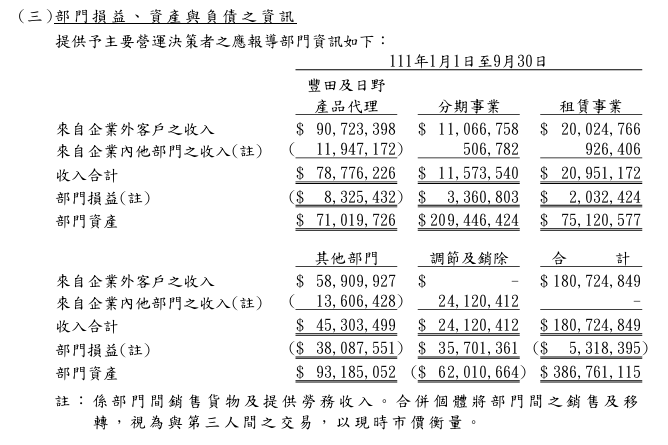 (三)部門損益、資產與負債之資訊
提供予主要營運決策者之應報導部門資訊如下：
111年1月1日至9月30日
豐田及日野
產品代理 分期事業 租賃事業
來自企業外客戶之收入 $ 90,723,398 $ 11,066,758 $ 20,024,766
來自企業內他部門之收入(註) ( 11,947,172) 506,782 926,406
收入合計 $ 78,776,226 $ 11,573,540 $ 20,951,172
部門損益(註) ($ 8,325,432) $ 3,360,803 $ 2,032,424
部門資產 $ 71,019,726 $209,446,424 $ 75,120,577
其他部門 調節及銷除 合 計
來自企業外客戶之收入 $ 58,909,927 $ - $180,724,849
來自企業內他部門之收入(註) ( 13,606,428) 24,120,412 -
收入合計 $ 45,303,499 $ 24,120,412 $180,724,849
部門損益(註) ($ 38,087,551) $ 35,701,361 ($ 5,318,395)
部門資產 $ 93,185,052 ($ 62,010,664) $386,761,115
註：係部門間銷售貨物及提供勞務收入。合併個體將部門間之銷售及移
轉，視為與第三人間之交易，以現時市價衡量。